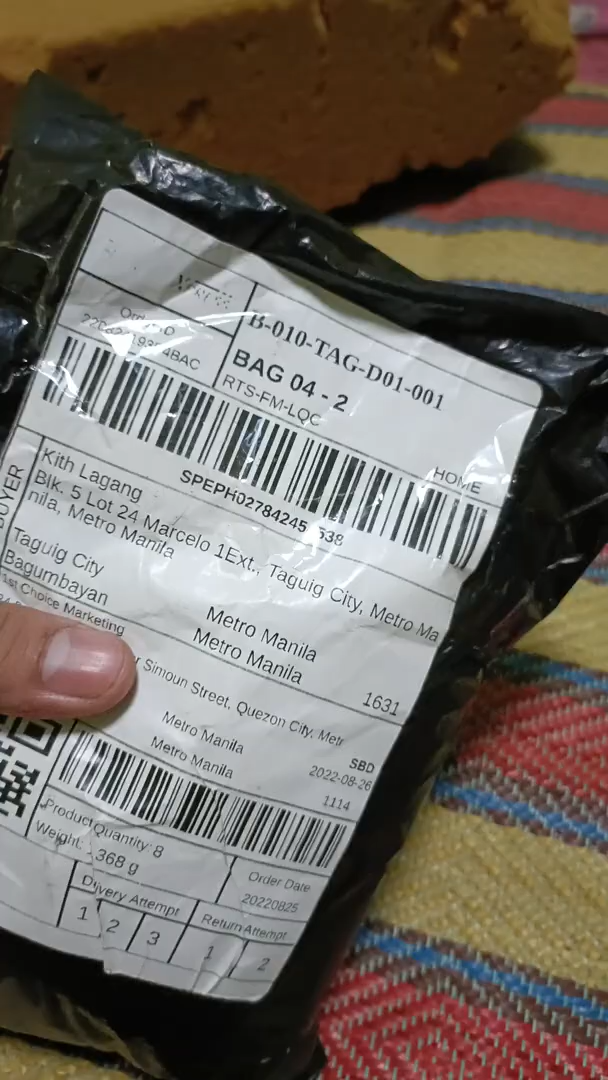 B-010-TAG-D01-001
Order ID
BAG 04 - 2
RTS-FM-LQC
HOME
SPEPH02784245 538
BUYER
Kith Lagang
Blk. 5 Lot 24 Marcelo 1Ext., Taguig City, Metro Ma
nila, Metro Manila
Taguig City
Metro Manila
Bagumbayan
Metro Manila
1631
1st Choice Marketing
Simoun Street, Quezon City, Metr
Metro Manila
SBD
Metro Manila
2022-08-26
1114
Product Quantity: 8
Weight: 368 g
Order Date
20220825
Delivery Attempt
Return Attempt
1 2 3
1 2